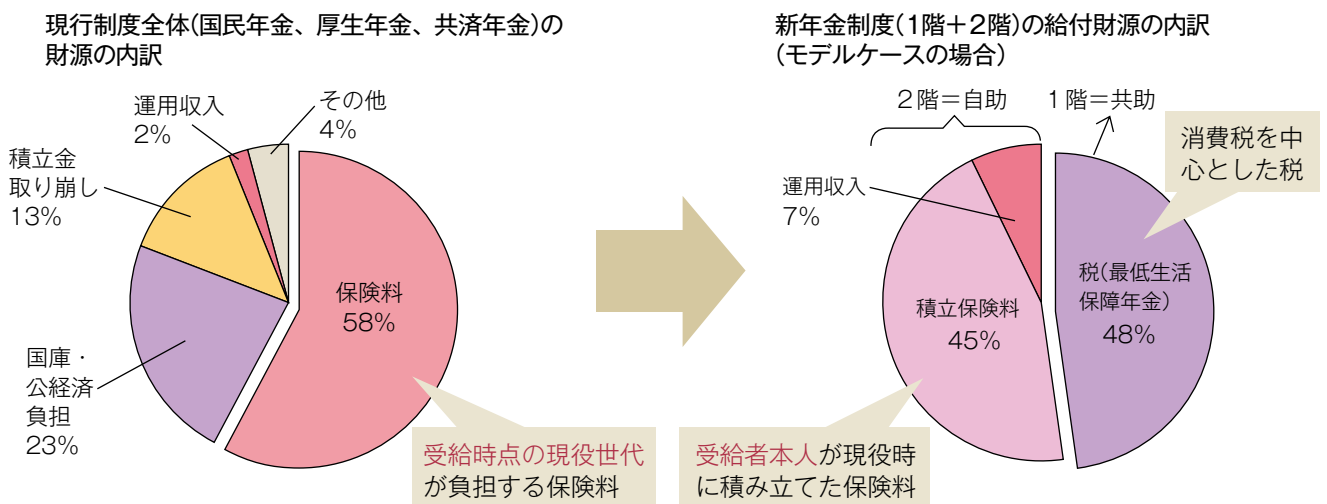 現行制度全体(国民年金、厚生年金、共済年金)の
財源の内訳
運用収入
2%
その他
4%
積立金
取り崩し
13%
保険料
58%
国庫・
公経済
負担
23%
受給時点の現役世代
が負担する保険料
新年金制度(1階＋2階)の給付財源の内訳
(モデルケースの場合)
2階＝自助
1階＝共助
消費税を中
心とした税
運用収入
7%
積立保険料
45%
税(最低生活
保障年金)
48%
受給者本人が現役時
に積み立てた保険料